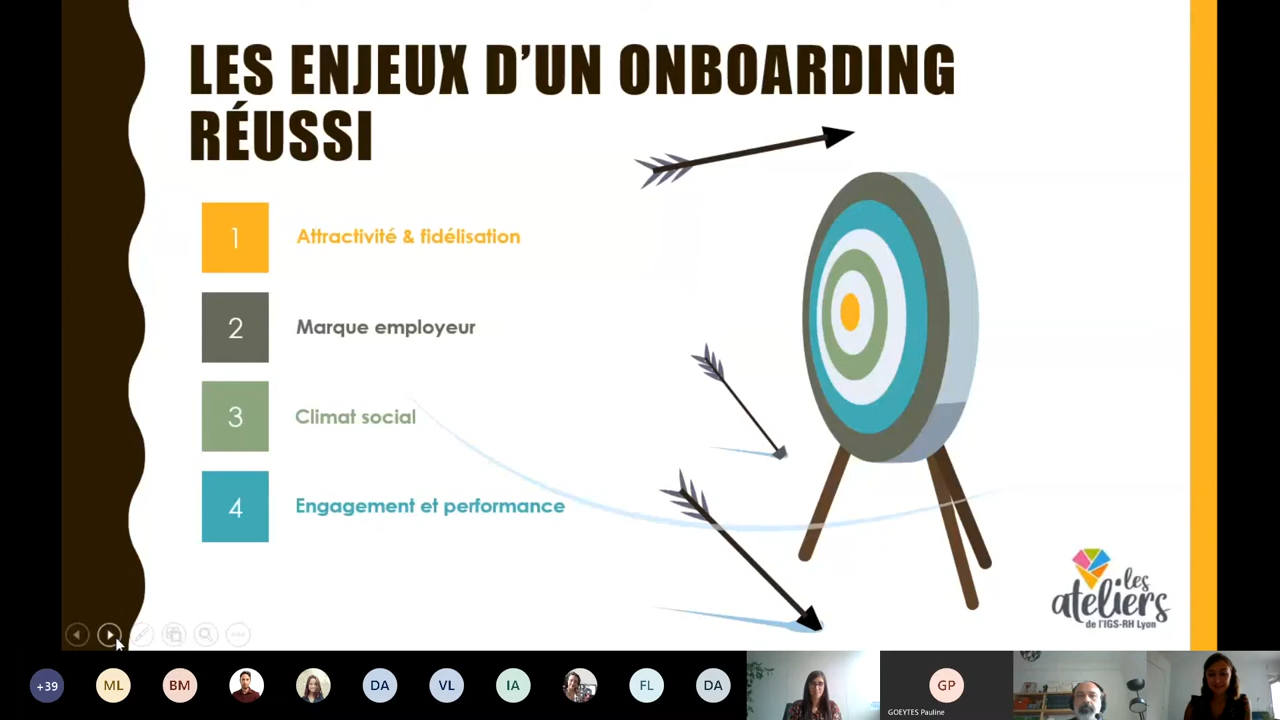 LES ENJEUX D’UN ONBOARDING
RÉUSSI
1
Attractivité & fidélisation
2
Marque employeur
3
Climat social
4
Engagement et performance
les
ateliers
de l'IGS-RH Lyon
+39
ML
BM
DA
VL
IA
FL
DA
GP
GOEYTES Pauline